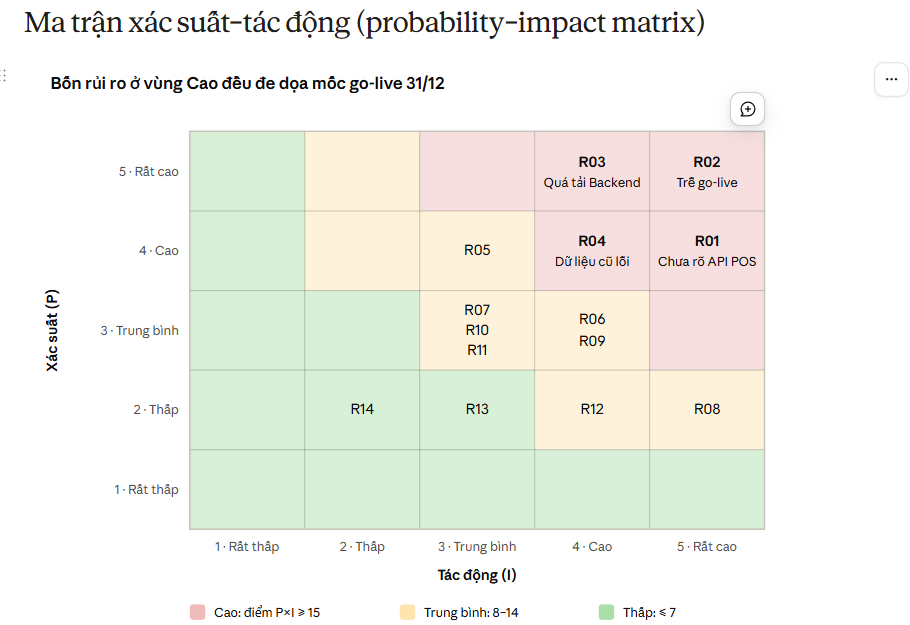 Ma trận xác suất–tác động (probability–impact matrix)
Bốn rủi ro ở vùng Cao đều đe dọa mốc go-live 31/12
5 · Rất cao
R03
Quá tải Backend
R02
Trễ go-live
4 · Cao
R05
R04
Dữ liệu cũ lỗi
R01
Chưa rõ API POS
Xác suất (P)
3 · Trung bình
R07
R10
R11
R06
R09
2 · Thấp
R14
R13
R12
R08
1 · Rất thấp
1 · Rất thấp
2 · Thấp
3 · Trung bình
4 · Cao
5 · Rất cao
Tác động (I)
Cao: điểm P×I ≥ 15
Trung bình: 8–14
Thấp: ≤ 7